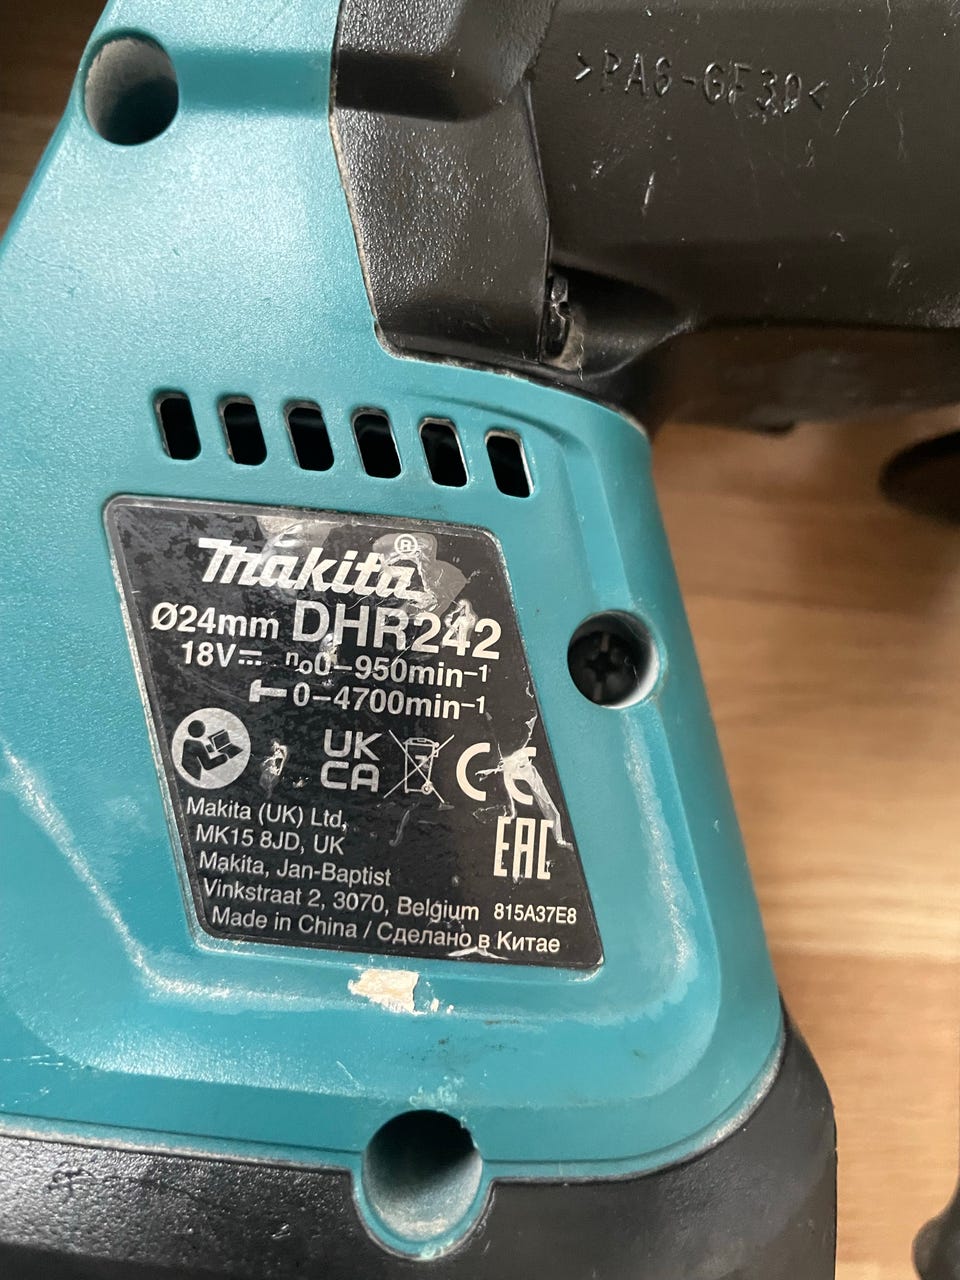 >PA6-GF30<
Makita®
Ø24mm DHR242
18V⎓ n₀0–950min⁻¹
0–4700min⁻¹
UK
CA
CE
EAC
Makita (UK) Ltd,
MK15 8JD, UK
Makita, Jan-Baptist
Vinkstraat 2, 3070, Belgium 815A37E8
Made in China / Сделано в Китае